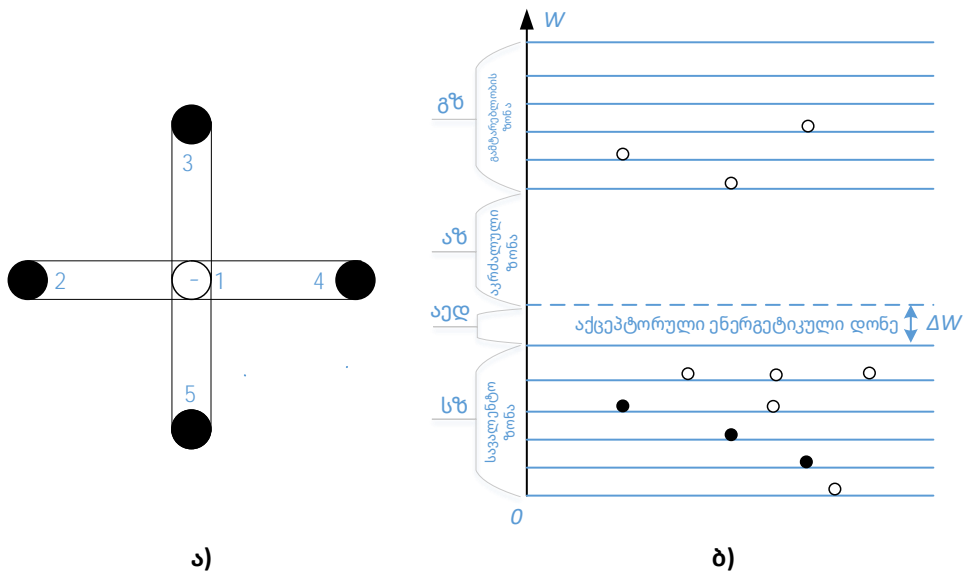 3
2
-
1
4
5
ა)
W
გზ
გამტარებლობის
ზონა
აზ
აკრძალული
ზონა
აედ
აქცეპტორული ენერგეტიკული დონე
ΔW
სზ
სავალენტო
ზონა
0
ბ)